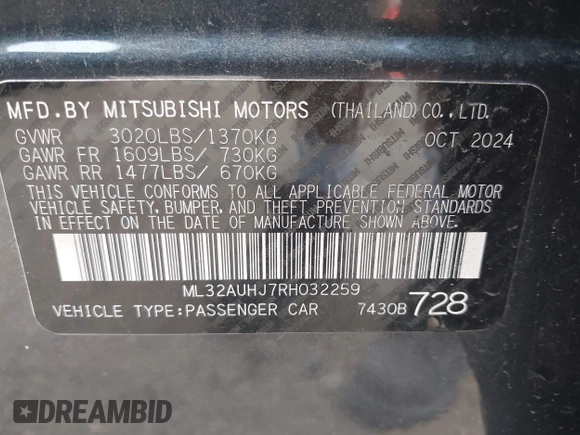 MFD.BY MITSUBISHI MOTORS (THAILAND)CO.,LTD.
GVWR 3020LBS/1370KG OCT 2024
GAWR FR 1609LBS/ 730KG
GAWR RR 1477LBS/ 670KG
THIS VEHICLE CONFORMS TO ALL APPLICABLE FEDERAL MOTOR
VEHICLE SAFETY, BUMPER, AND THEFT PREVENTION STANDARDS
IN EFFECT ON THE DATE OF MANUFACTURE SHOWN ABOVE.
ML32AUHJ7RH032259
VEHICLE TYPE:PASSENGER CAR 7430B 728
DREAMBID